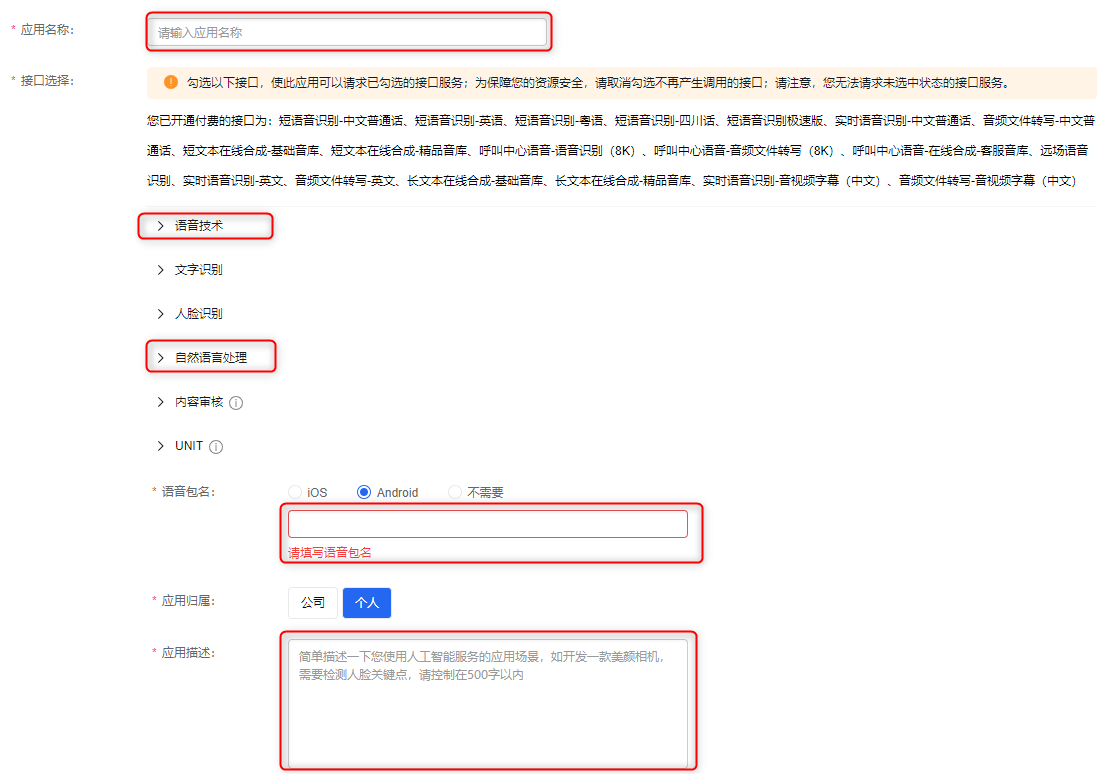 * 应用名称:
请输入应用名称
* 接口选择:
勾选以下接口，使此应用可以请求已勾选的接口服务；为保障您的资源安全，请取消勾选不再产生调用的接口；请注意，您无法请求未选中状态的接口服务。
您已开通付费的接口为：短语音识别-中文普通话、短语音识别-英语、短语音识别-粤语、短语音识别-四川话、短语音识别极速版、实时语音识别-中文普通话、音频文件转写-中文普
通话、短文本在线合成-基础音库、短文本在线合成-精品音库、呼叫中心语音-语音识别（8K）、呼叫中心语音-音频文件转写（8K）、呼叫中心语音-在线合成-客服音库、远场语音
识别、实时语音识别-英文、音频文件转写-英文、长文本在线合成-基础音库、长文本在线合成-精品音库、实时语音识别-音视频字幕（中文）、音频文件转写-音视频字幕（中文）
语音技术
文字识别
人脸识别
自然语言处理
内容审核
UNIT
* 语音包名:
iOS Android 不需要
请填写语音包名
* 应用归属:
公司 个人
* 应用描述:
简单描述一下您使用人工智能服务的应用场景，如开发一款美颜相机，
需要检测人脸关键点，请控制在500字以内